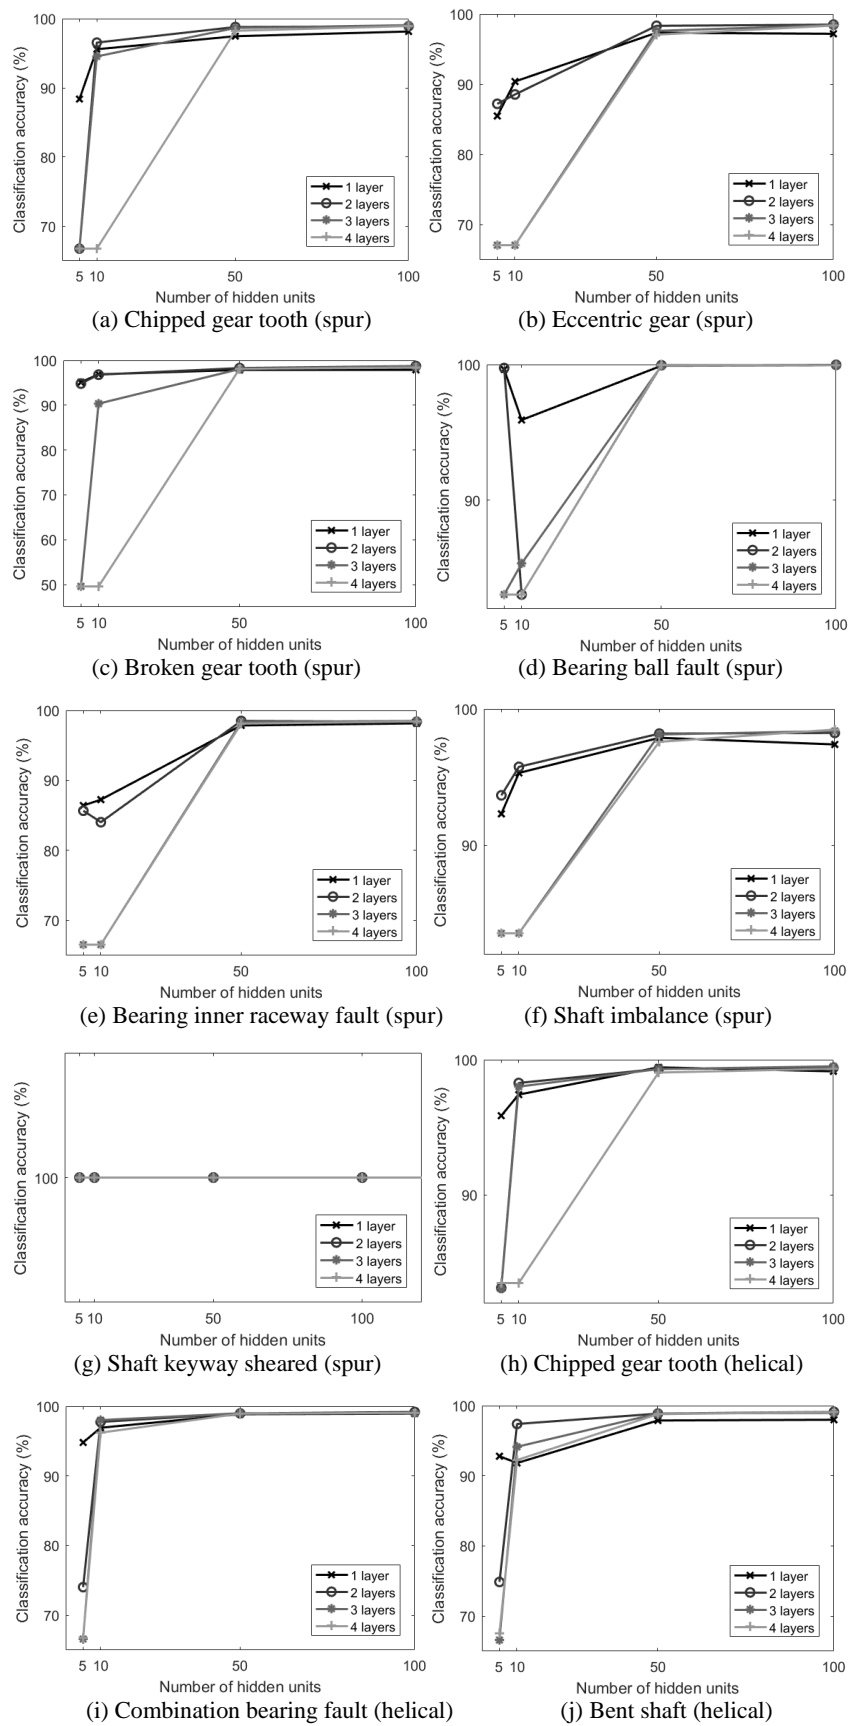 Classification accuracy (%)
100
90
80
70
1 layer
2 layers
3 layers
4 layers
5 10 50 100
Number of hidden units
(a) Chipped gear tooth (spur)
Classification accuracy (%)
100
90
80
70
1 layer
2 layers
3 layers
4 layers
5 10 50 100
Number of hidden units
(b) Eccentric gear (spur)
Classification accuracy (%)
100
90
80
70
60
50
1 layer
2 layers
3 layers
4 layers
5 10 50 100
Number of hidden units
(c) Broken gear tooth (spur)
Classification accuracy (%)
100
90
1 layer
2 layers
3 layers
4 layers
5 10 50 100
Number of hidden units
(d) Bearing ball fault (spur)
Classification accuracy (%)
100
90
80
70
1 layer
2 layers
3 layers
4 layers
5 10 50 100
Number of hidden units
(e) Bearing inner raceway fault (spur)
Classification accuracy (%)
100
90
1 layer
2 layers
3 layers
4 layers
5 10 50 100
Number of hidden units
(f) Shaft imbalance (spur)
Classification accuracy (%)
100
1 layer
2 layers
3 layers
4 layers
5 10 50 100
Number of hidden units
(g) Shaft keyway sheared (spur)
Classification accuracy (%)
100
90
1 layer
2 layers
3 layers
4 layers
5 10 50 100
Number of hidden units
(h) Chipped gear tooth (helical)
Classification accuracy (%)
100
90
80
70
1 layer
2 layers
3 layers
4 layers
5 10 50 100
Number of hidden units
(i) Combination bearing fault (helical)
Classification accuracy (%)
100
90
80
70
1 layer
2 layers
3 layers
4 layers
5 10 50 100
Number of hidden units
(j) Bent shaft (helical)